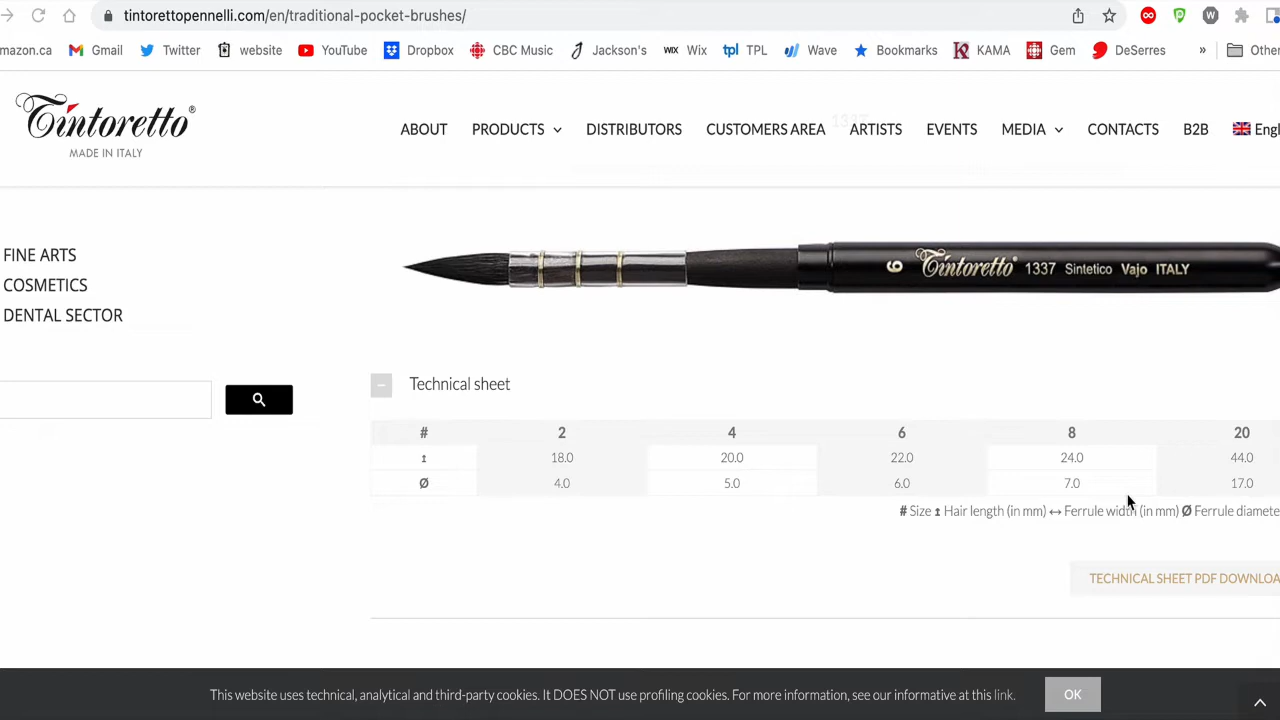 tintorettopennelli.com/en/traditional-pocket-brushes/
mazon.ca Gmail Twitter website YouTube Dropbox CBC Music Jackson's WIX Wix tpl TPL Wave Bookmarks KAMA Gem DeSerres » Other
Tintoretto®
MADE IN ITALY
ABOUT PRODUCTS DISTRIBUTORS CUSTOMERS AREA ARTISTS EVENTS MEDIA CONTACTS B2B Engl
FINE ARTS
COSMETICS
DENTAL SECTOR
6 Tintoretto® 1337 Sintetico Vajo ITALY
Technical sheet
# 2 4 6 8 20
↥ 18.0 20.0 22.0 24.0 44.0
Ø 4.0 5.0 6.0 7.0 17.0
# Size ↥ Hair length (in mm) ↔ Ferrule width (in mm) Ø Ferrule diamete
TECHNICAL SHEET PDF DOWNLOA
This website uses technical, analytical and third-party cookies. It DOES NOT use profiling cookies. For more information, see our informative at this link.
OK